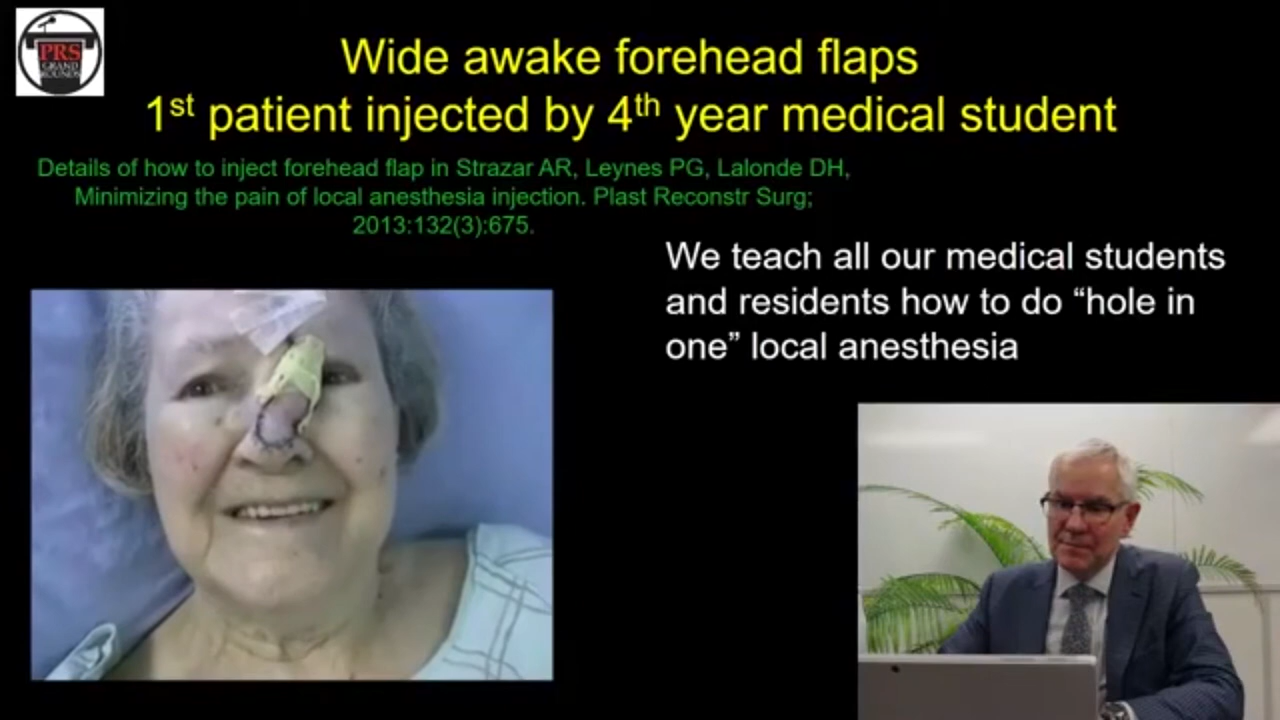 PRS
GRAND
ROUNDS
Wide awake forehead flaps
1st patient injected by 4th year medical student
Details of how to inject forehead flap in Strazar AR, Leynes PG, Lalonde DH,
Minimizing the pain of local anesthesia injection. Plast Reconstr Surg;
2013:132(3):675.
We teach all our medical students
and residents how to do “hole in
one” local anesthesia